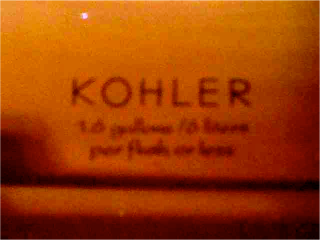 KOHLER
1.6 gallons/6 liters
per flush or less